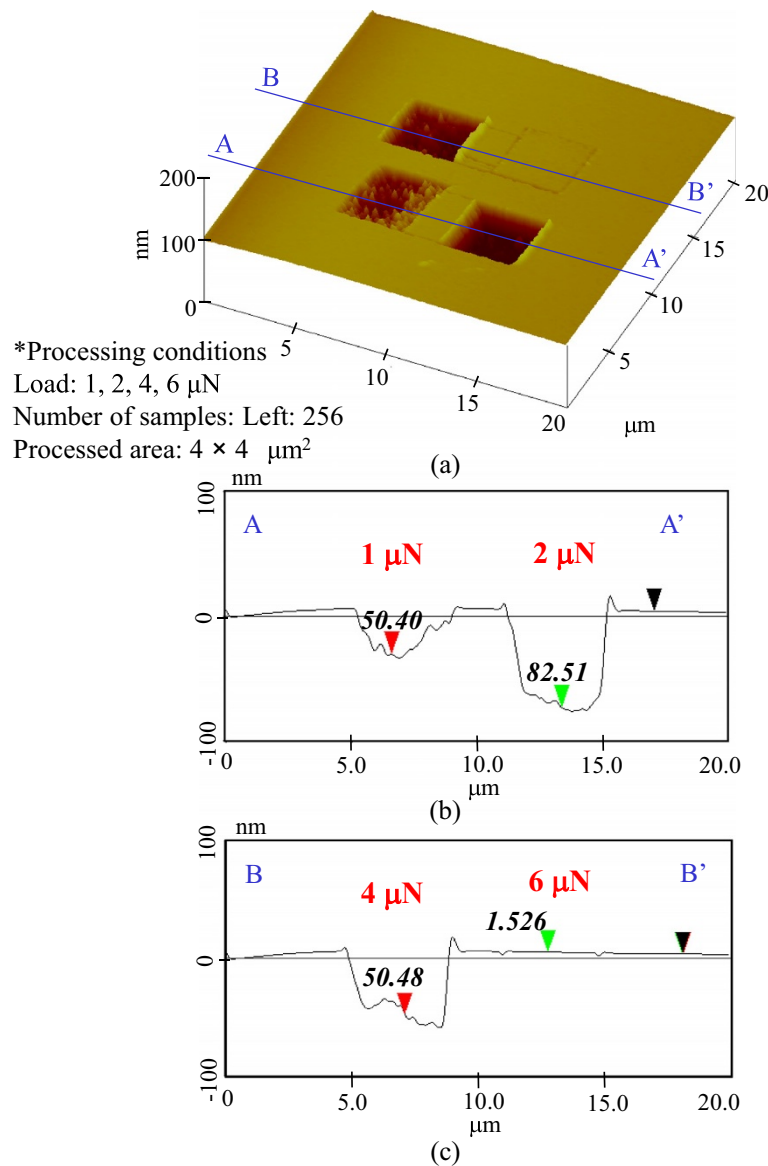 B
A
200
nm
100
0
B’
20
A’
15
10
5
5
10
15
20
μm
*Processing conditions
Load: 1, 2, 4, 6 μN
Number of samples: Left: 256
Processed area: 4 × 4 μm²
(a)
nm
100
A
A’
1 μN
2 μN
0
50.40
82.51
-100
0
5.0
10.0
15.0
20.0
μm
(b)
nm
100
B
B’
4 μN
6 μN
1.526
0
50.48
-100
0
5.0
10.0
15.0
20.0
μm
(c)